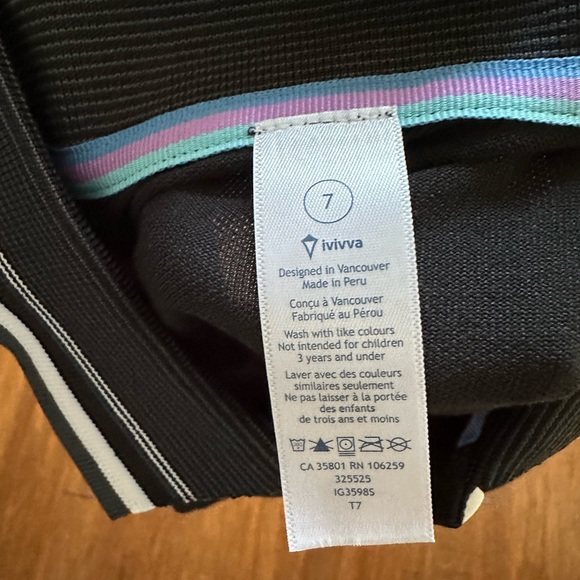 7
ivivva
Designed in Vancouver
Made in Peru
Conçu à Vancouver
Fabriqué au Pérou
Wash with like colours
Not intended for children
3 years and under
Laver avec des couleurs
similaires seulement
Ne pas laisser à la portée
des enfants
de trois ans et moins
CA 35801 RN 106259
325525
IG3598S
T7